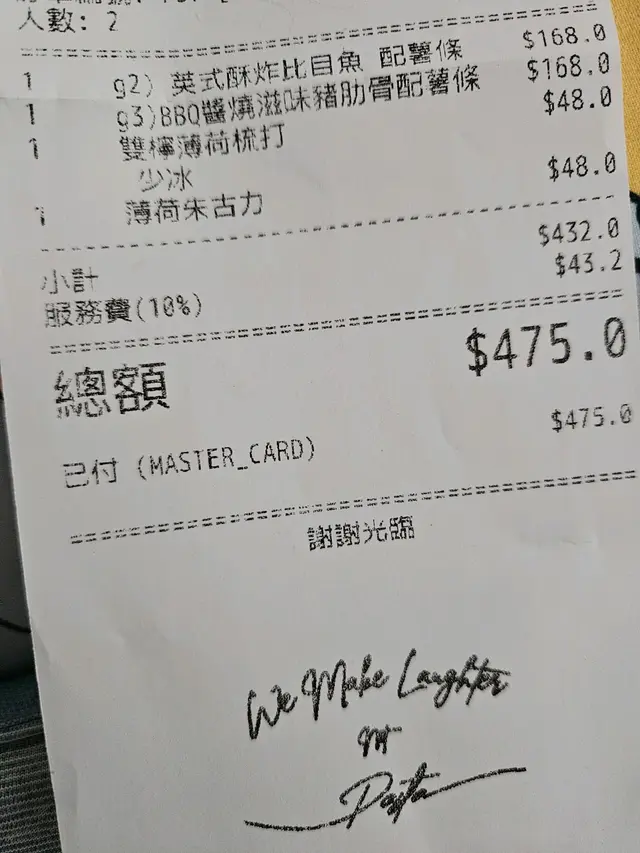 人數: 2
1 g2) 英式酥炸比目魚 配薯條 $168.0
1 g3)BBQ醬燒滋味豬肋骨配薯條 $168.0
1 雙檸薄荷梳打 $48.0
少冰
1 薄荷朱古力 $48.0
小計 $432.0
服務費(10%) $43.2
總額 $475.0
已付 (MASTER_CARD) $475.0
謝謝光臨
We Make Laughter
Pasta